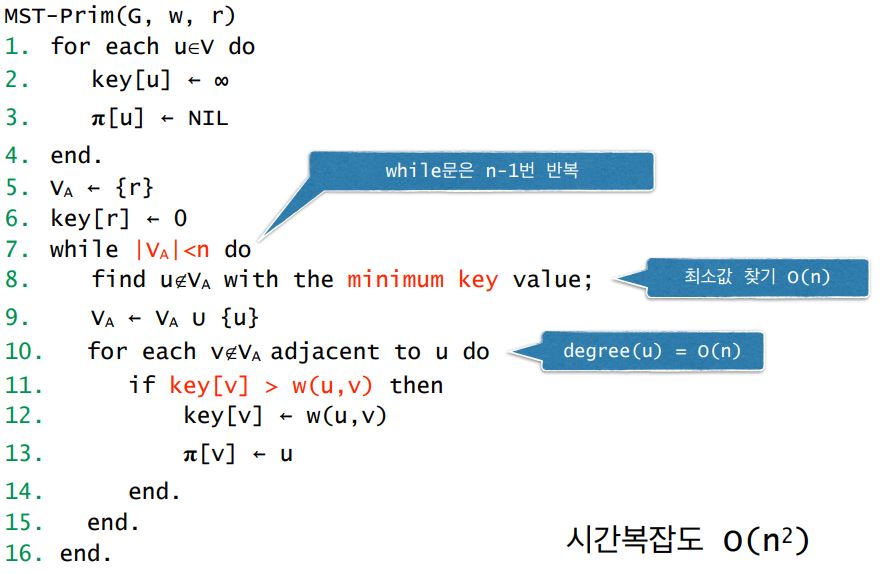 MST-Prim(G, w, r)
1. for each u∈V do
2. key[u] ← ∞
3. π[u] ← NIL
4. end.
while문은 n-1번 반복
5. V_A ← {r}
6. key[r] ← 0
7. while |V_A|<n do
8. find u∉V_A with the minimum key value;
최소값 찾기 O(n)
9. V_A ← V_A ∪ {u}
10. for each v∉V_A adjacent to u do
degree(u) = O(n)
11. if key[v] > w(u,v) then
12. key[v] ← w(u,v)
13. π[v] ← u
14. end.
15. end.
16. end.
시간복잡도 O(n²)